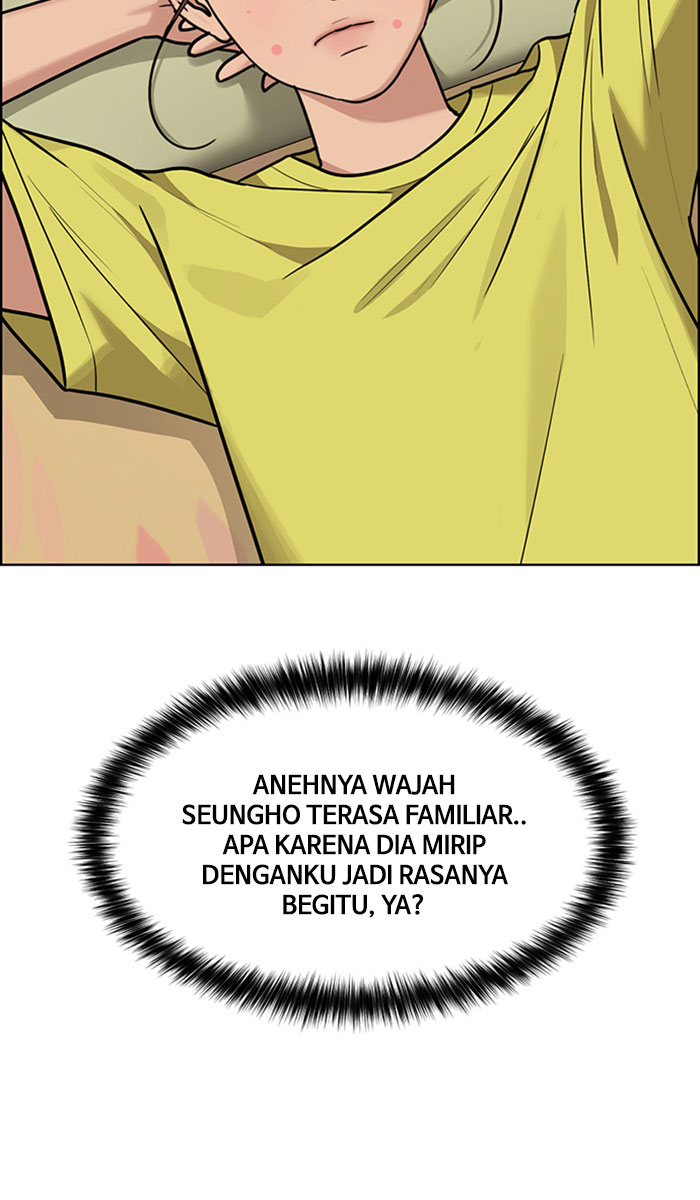 ANEHNYA WAJAH
SEUNGHO TERASA FAMILIAR..
APA KARENA DIA MIRIP
DENGANKU JADI RASANYA
BEGITU, YA?